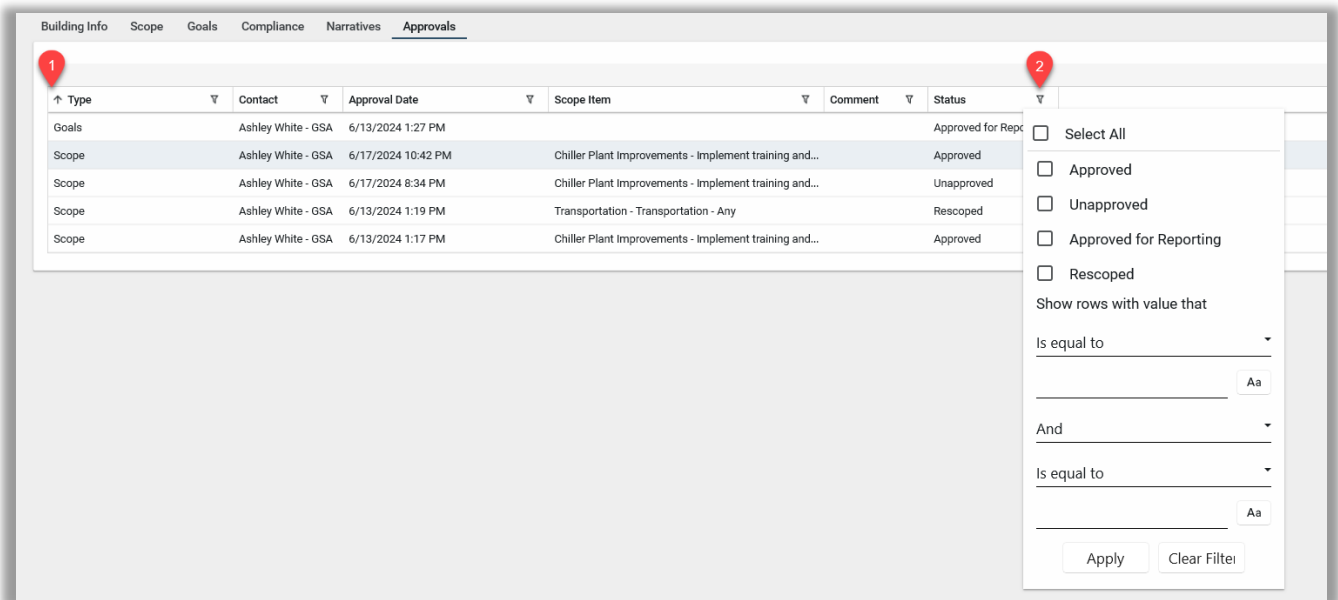 Building Info Scope Goals Compliance Narratives Approvals
1 2
↑ Type Contact Approval Date Scope Item Comment Status
Goals Ashley White - GSA 6/13/2024 1:27 PM Approved for Repo
Scope Ashley White - GSA 6/17/2024 10:42 PM Chiller Plant Improvements - Implement training and... Approved
Scope Ashley White - GSA 6/17/2024 8:34 PM Chiller Plant Improvements - Implement training and... Unapproved
Scope Ashley White - GSA 6/13/2024 1:19 PM Transportation - Transportation - Any Rescoped
Scope Ashley White - GSA 6/13/2024 1:17 PM Chiller Plant Improvements - Implement training and... Approved
Select All
Approved
Unapproved
Approved for Reporting
Rescoped
Show rows with value that
Is equal to
Aa
And
Is equal to
Aa
Apply Clear Filter